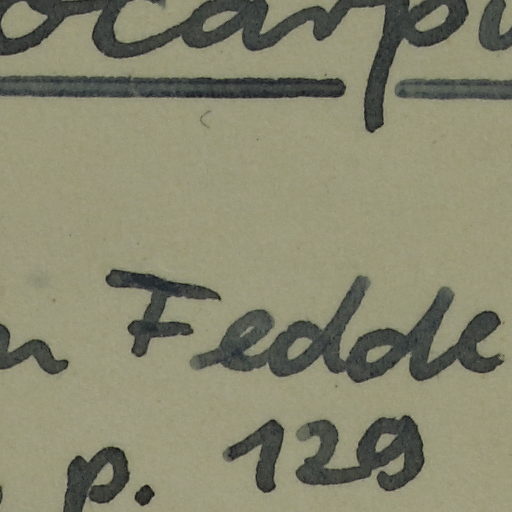 ocarpu
n Fedde
p. 129